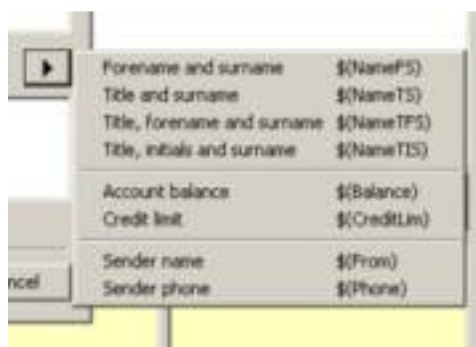 Forename and surname $(NameFS)
Title and surname $(NameTS)
Title, forename and surname $(NameTFS)
Title, initials and surname $(NameTIS)
Account balance $(Balance)
Credit limit $(CreditLim)
Sender name $(From)
Sender phone $(Phone)
ncel